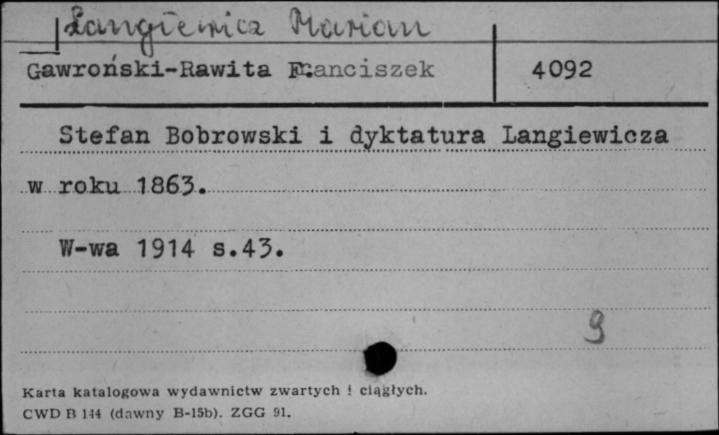 Langiewicz Marian
Gawroński-Rawita Franciszek 4092
Stefan Bobrowski i dyktatura Langiewicza
w roku 1863.
W-wa 1914 s.43.
9
Karta katalogowa wydawnictw zwartych i ciągłych.
CWD B 144 (dawny B-15b). ZGG 91.